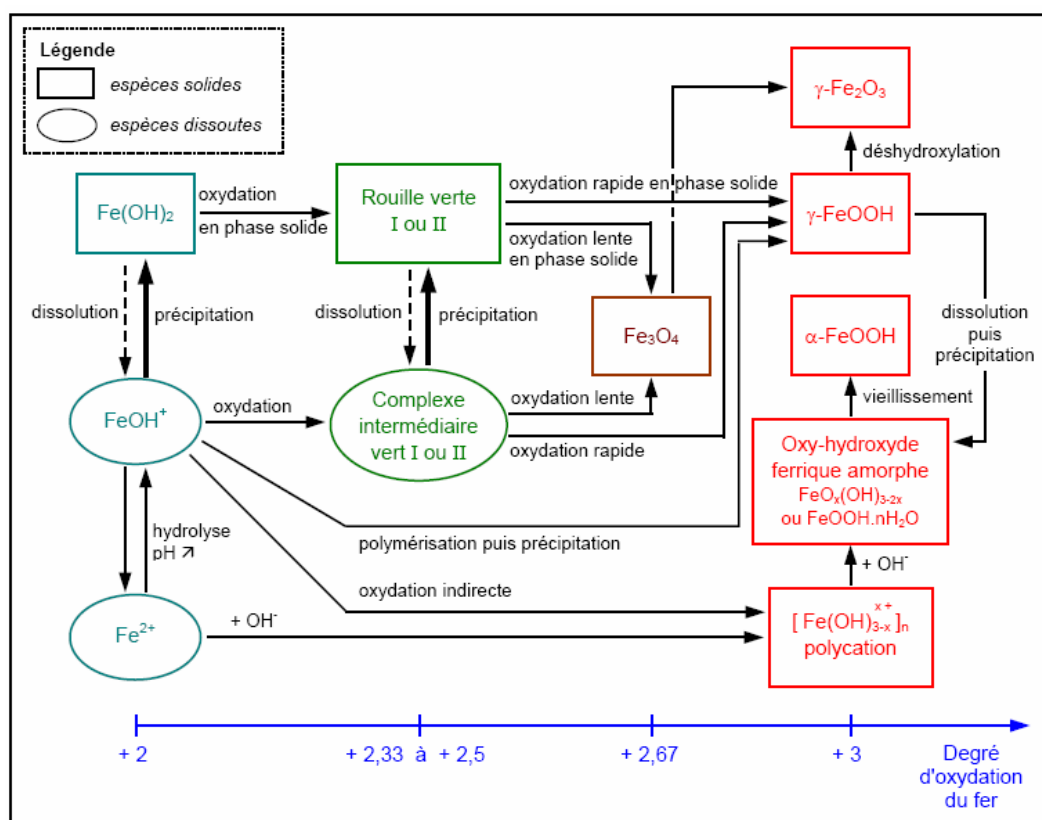 Légende
espèces solides
espèces dissoutes
γ-Fe₂O₃
déshydroxylation
Fe(OH)₂
oxydation
en phase solide
Rouille verte
I ou II
oxydation rapide en phase solide
γ-FeOOH
oxydation lente
en phase solide
dissolution
précipitation
dissolution
précipitation
Fe₃O₄
α-FeOOH
dissolution
puis
précipitation
vieillissement
FeOH⁺
oxydation
Complexe
intermédiaire
vert I ou II
oxydation lente
oxydation rapide
Oxy-hydroxyde
ferrique amorphe
FeOₓ(OH)₃₋₂ₓ
ou FeOOH.nH₂O
hydrolyse
pH ↗
polymérisation puis précipitation
+ OH⁻
oxydation indirecte
Fe²⁺
+ OH⁻
[ Fe(OH)₃₋ₓˣ⁺ ]ₙ
polycation
+ 2
+ 2,33 à + 2,5
+ 2,67
+ 3
Degré
d'oxydation
du fer